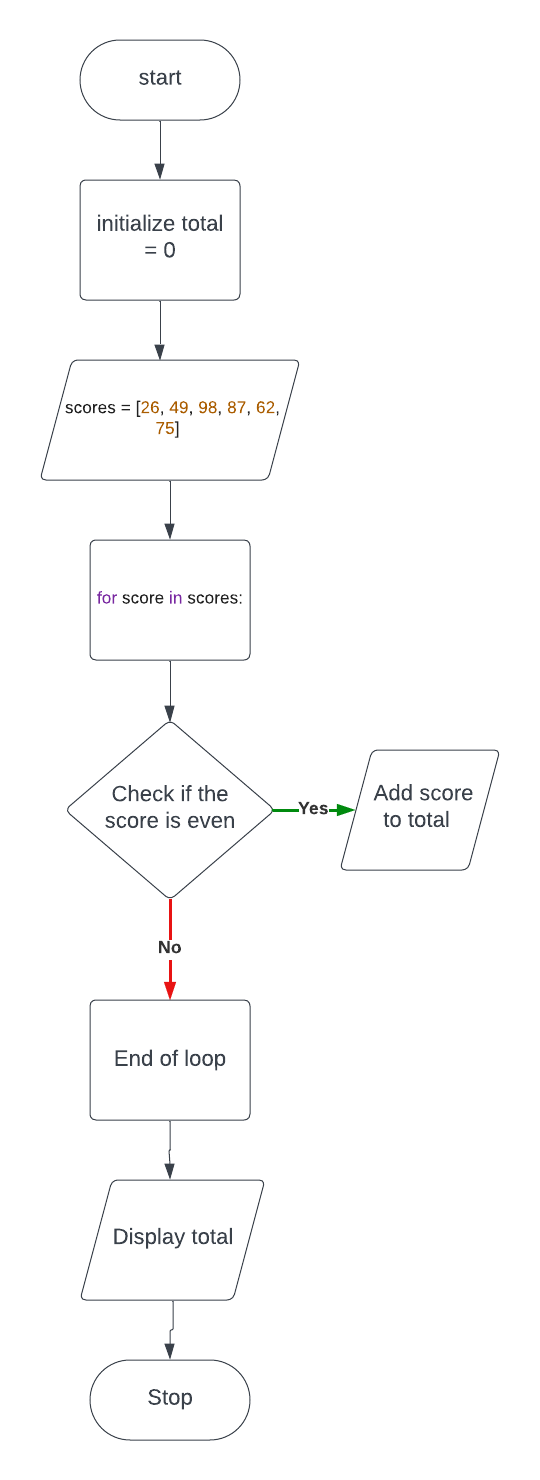 start
initialize total
= 0
scores = [26, 49, 98, 87, 62,
75]
for score in scores:
Check if the
score is even
Yes
Add score
to total
No
End of loop
Display total
Stop